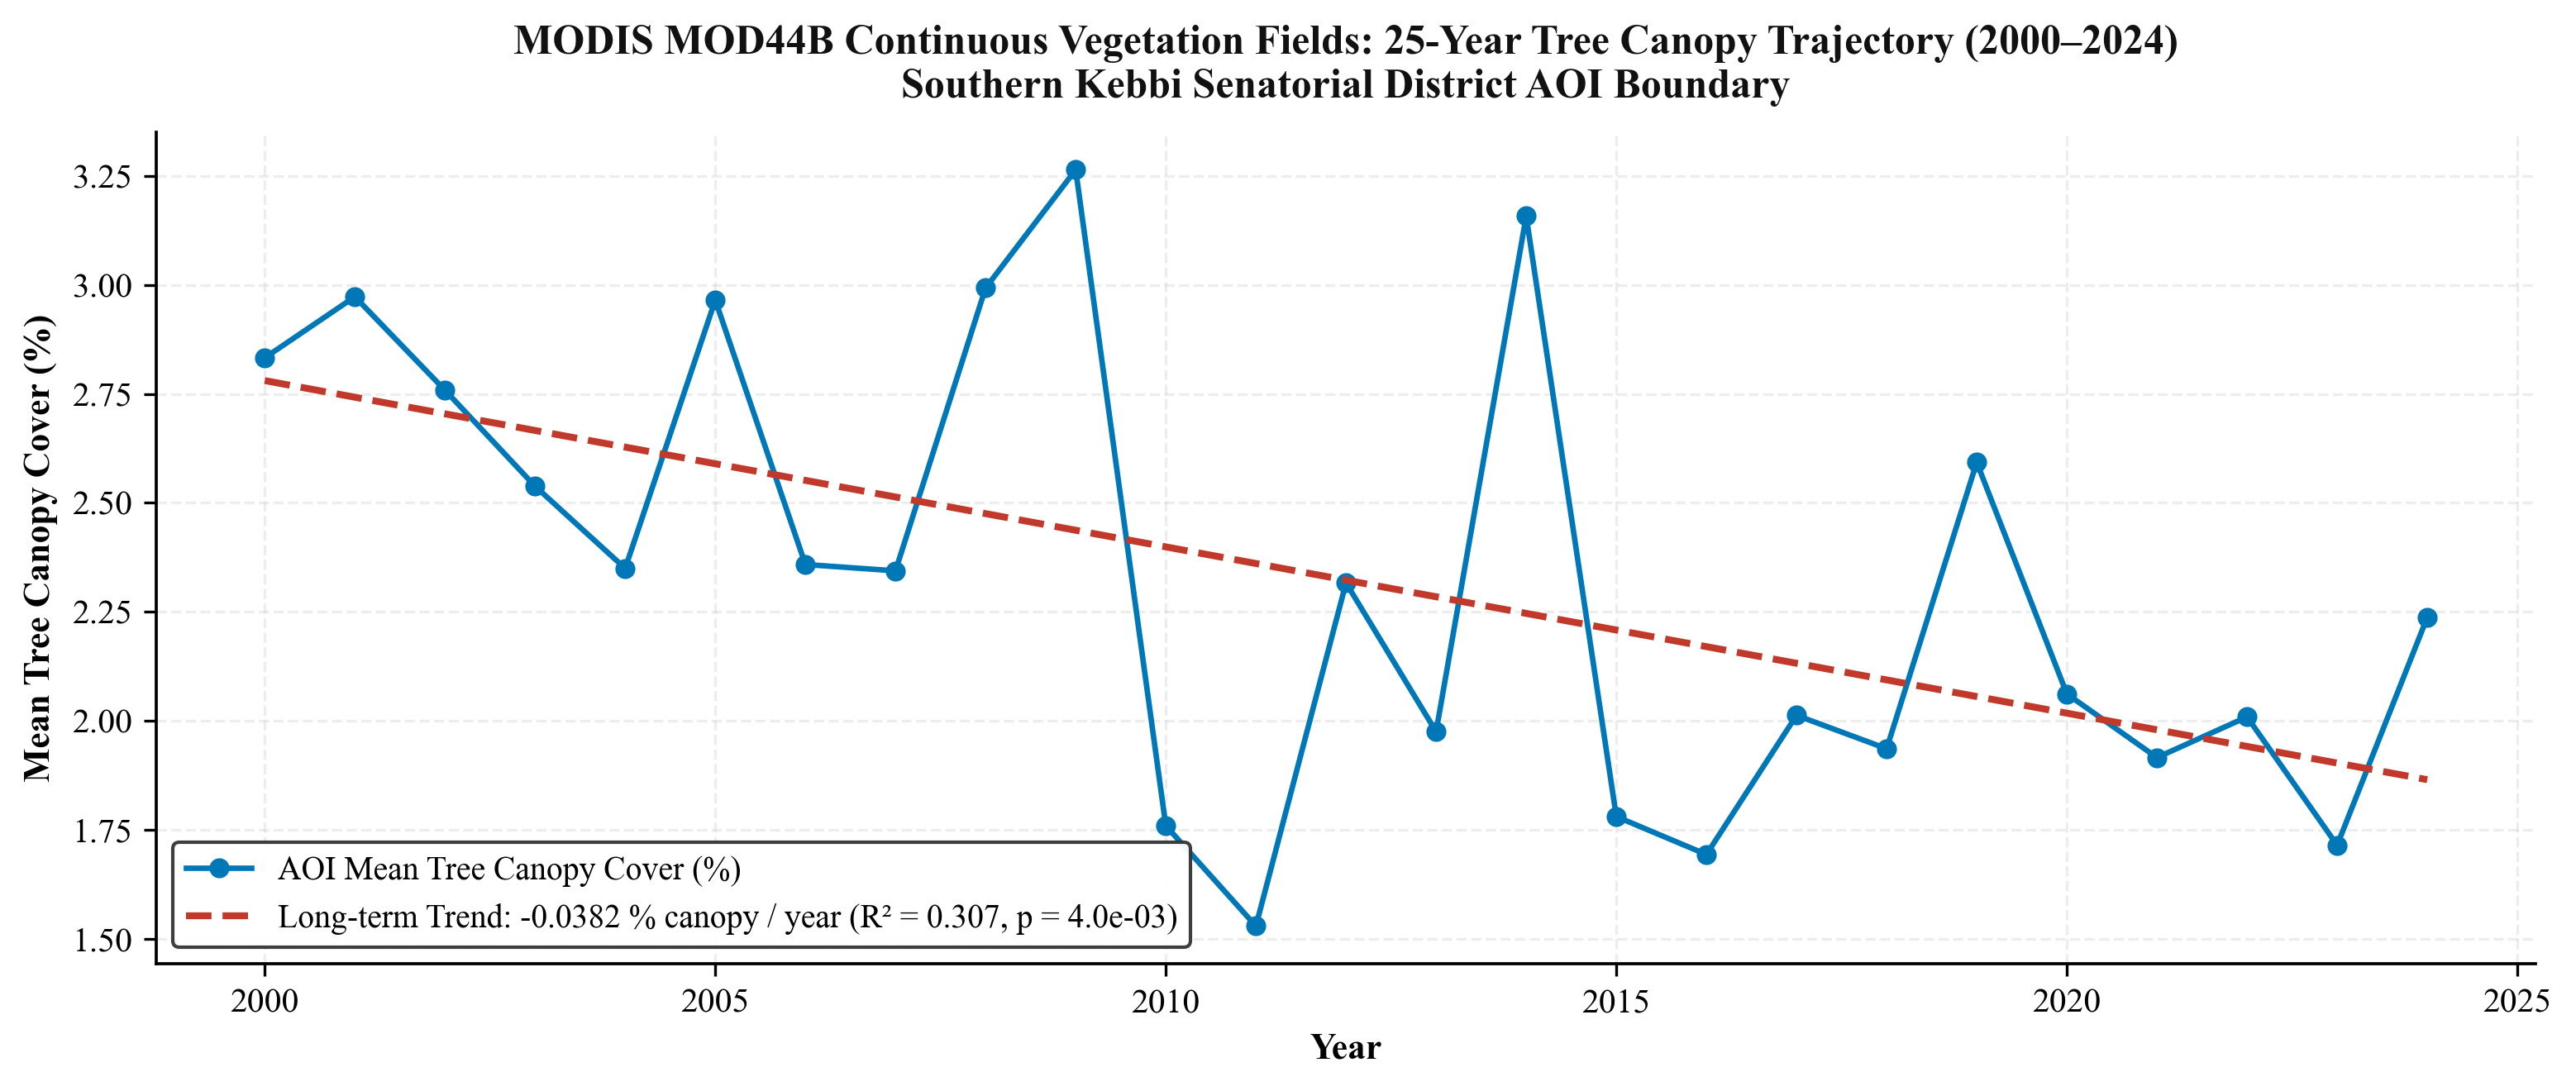 MODIS MOD44B Continuous Vegetation Fields: 25-Year Tree Canopy Trajectory (2000–2024)
Southern Kebbi Senatorial District AOI Boundary
Mean Tree Canopy Cover (%)
3.25
3.00
2.75
2.50
2.25
2.00
1.75
1.50
AOI Mean Tree Canopy Cover (%)
Long-term Trend: -0.0382 % canopy / year (R² = 0.307, p = 4.0e-03)
2000
2005
2010
2015
2020
2025
Year